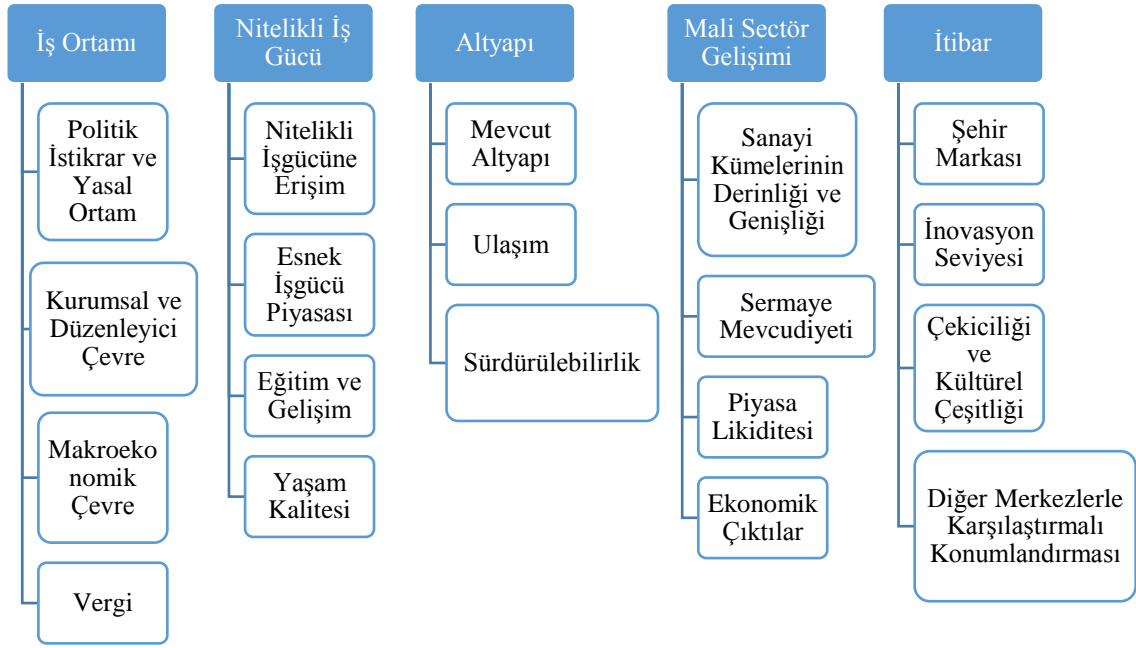 İş Ortamı
Politik
İstikrar ve
Yasal
Ortam
Kurumsal ve
Düzenleyici
Çevre
Makroeko
nomik
Çevre
Vergi
Nitelikli İş
Gücü
Nitelikli
İşgücüne
Erişim
Esnek
İşgücü
Piyasası
Eğitim ve
Gelişim
Yaşam
Kalitesi
Altyapı
Mevcut
Altyapı
Ulaşım
Sürdürülebilirlik
Mali Sectör
Gelişimi
Sanayi
Kümelerinin
Derinliği ve
Genişliği
Sermaye
Mevcudiyeti
Piyasa
Likiditesi
Ekonomik
Çıktılar
İtibar
Şehir
Markası
İnovasyon
Seviyesi
Çekiciliği
ve
Kültürel
Çeşitliği
Diğer Merkezlerle
Karşılaştırmalı
Konumlandırması